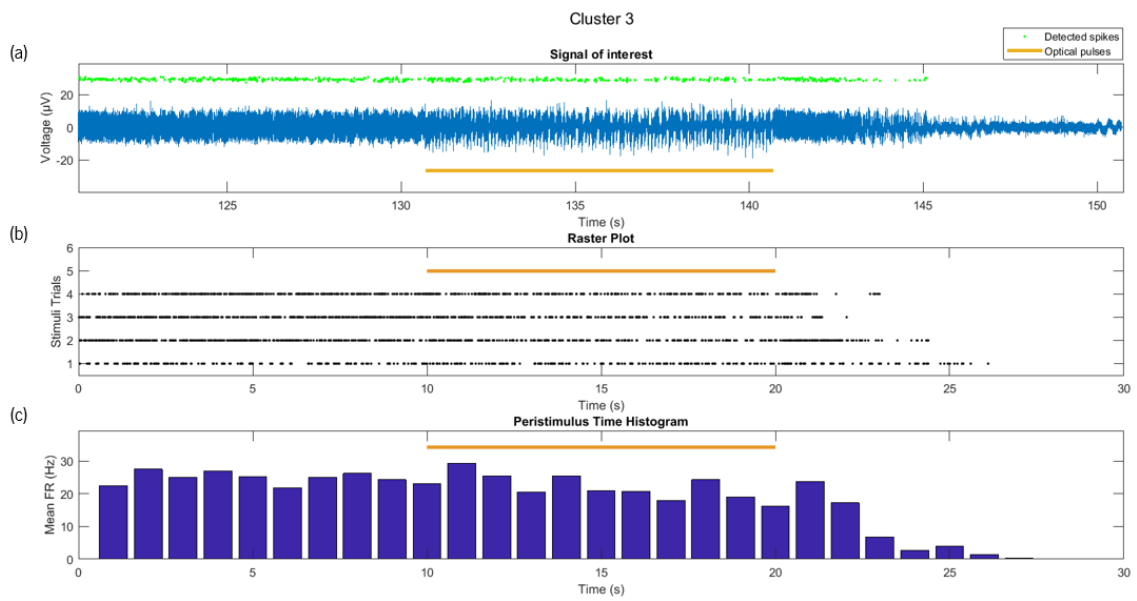 Cluster 3
Detected spikes
Optical pulses
(a)
Signal of interest
Voltage (μV)
20
0
-20
125 130 135 140 145 150
Time (s)
(b)
Raster Plot
Stimuli Trials
6
5
4
3
2
1
0 5 10 15 20 25 30
Time (s)
(c)
Peristimulus Time Histogram
Mean FR (Hz)
30
20
10
0
0 5 10 15 20 25 30
Time (s)